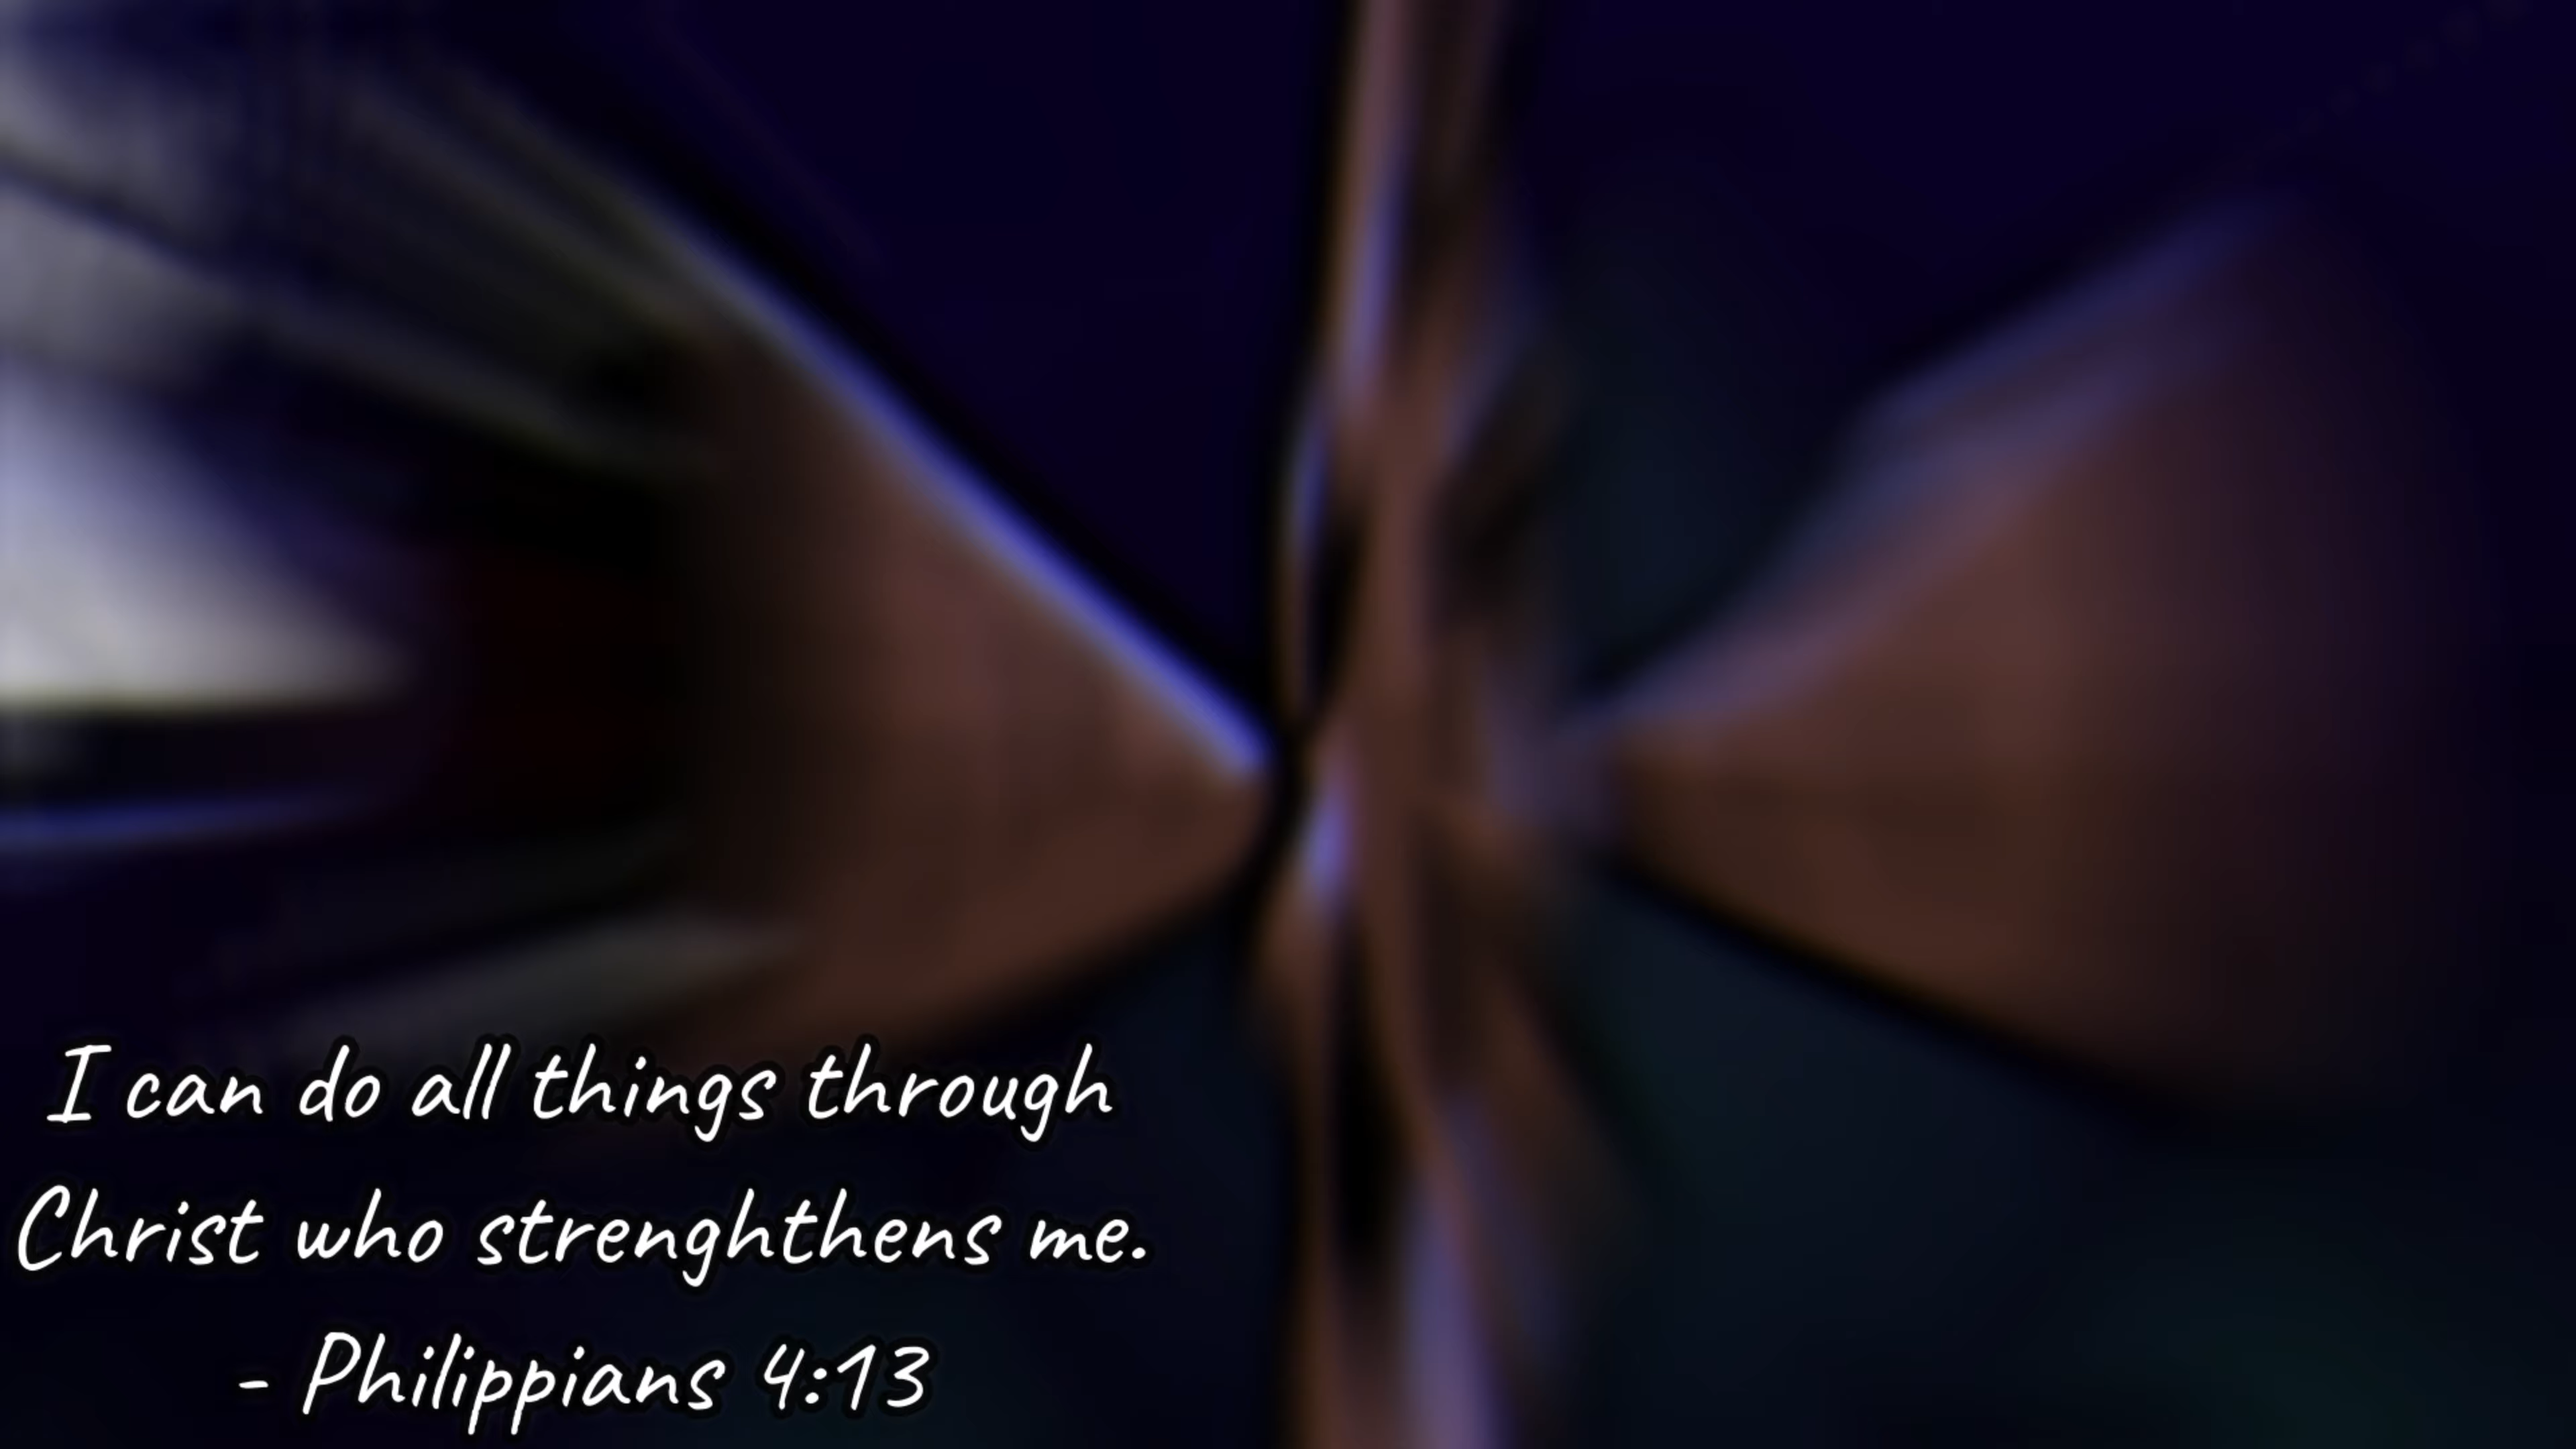 I can do all things through
Christ who strenghthens me.
- Philippians 4:13